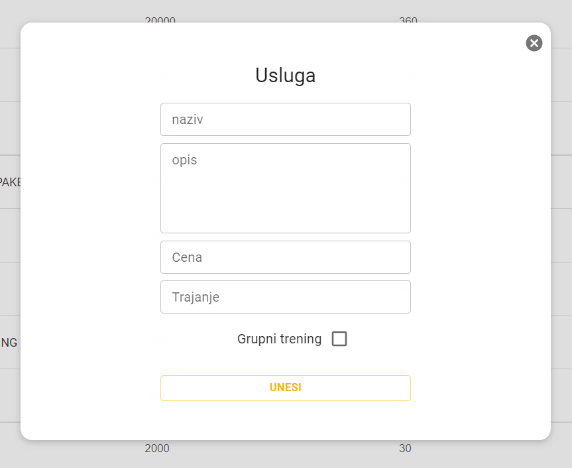 20000 360
Usluga
naziv
opis
PAKE
Cena
Trajanje
Grupni trening
NG
UNESI
2000 30